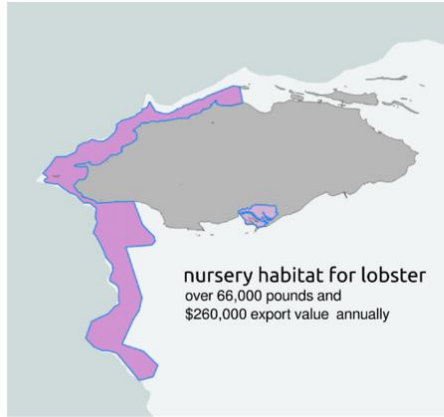 nursery habitat for lobster
over 66,000 pounds and
$260,000 export value annually